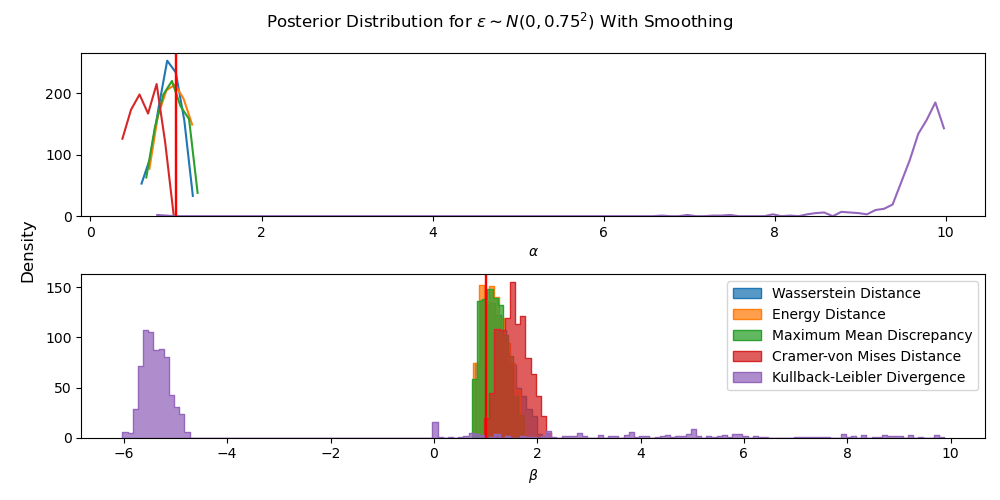 Posterior Distribution for ε ~ N(0, 0.75²) With Smoothing
200
100
0
0 2 4 6 8 10
α
Density
150
100
50
0
−6 −4 −2 0 2 4 6 8 10
β
Wasserstein Distance
Energy Distance
Maximum Mean Discrepancy
Cramer-von Mises Distance
Kullback-Leibler Divergence